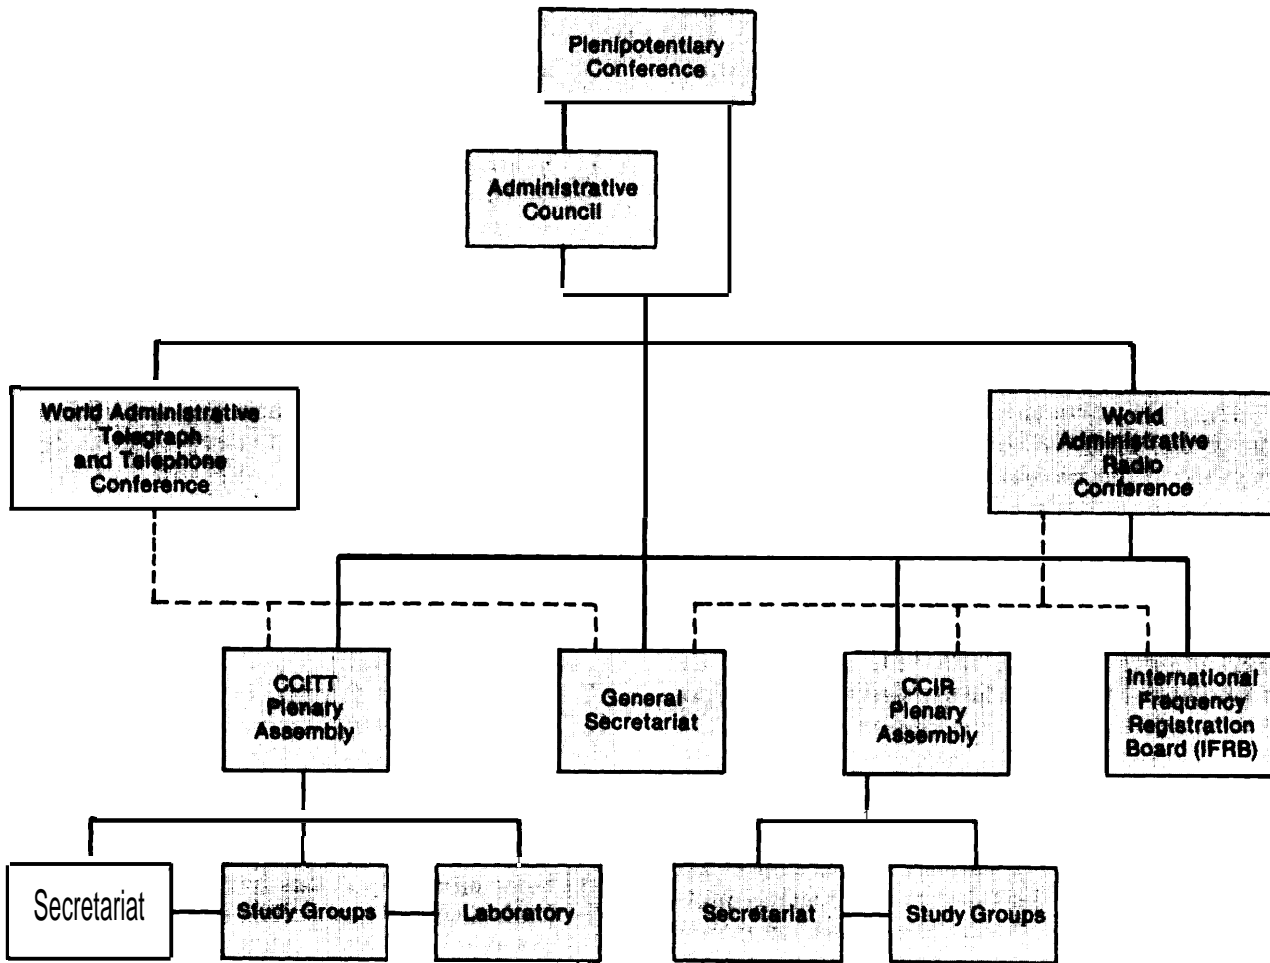 Plenipotentiary
Conference
Administrative
Council
World Administrative
Telegraph
and Telephone
Conference
World
Administrative
Radio
Conference
CCITT
Plenary
Assembly
General
Secretariat
CCIR
Plenary
Assembly
International
Frequency
Registration
Board (IFRB)
Secretariat
Study Groups
Laboratory
Secretariat
Study Groups